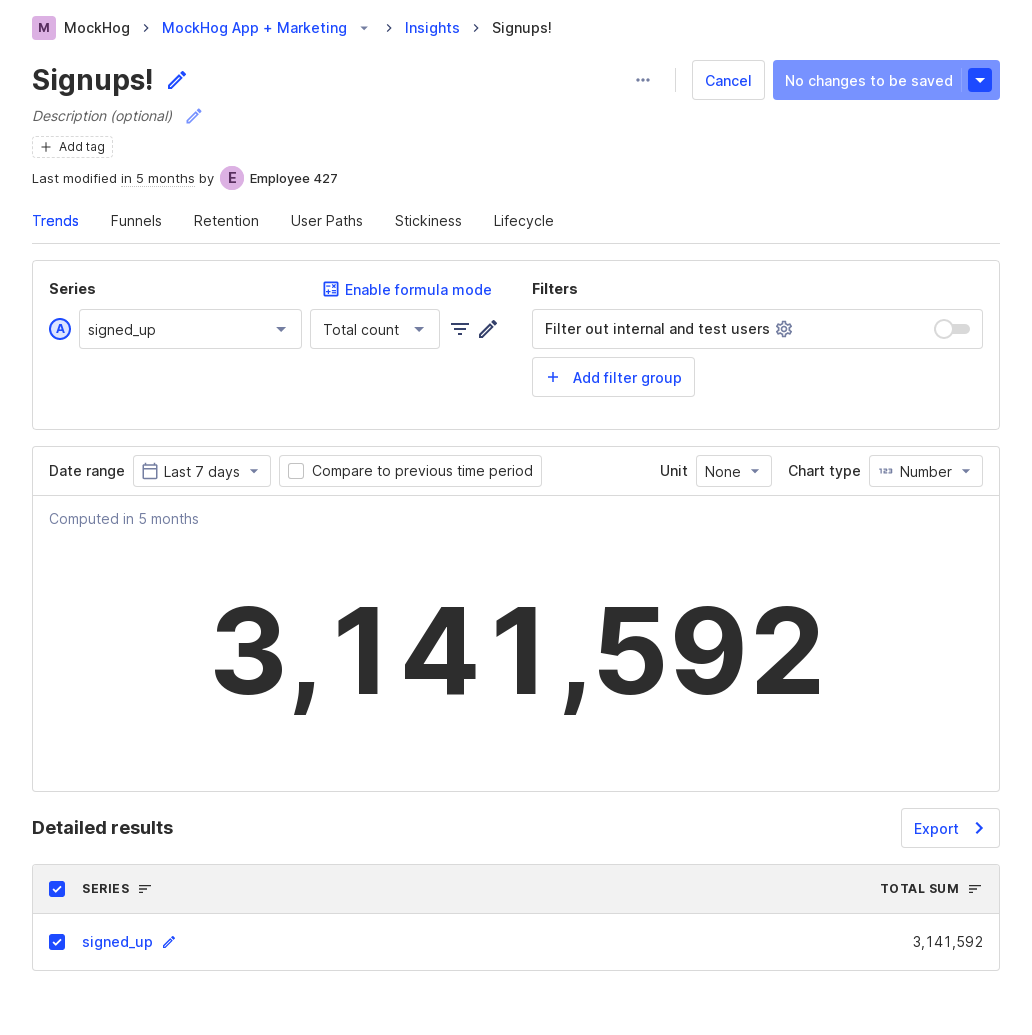 M MockHog MockHog App + Marketing Insights Signups!
Signups!
Cancel No changes to be saved
Description (optional)
Add tag
Last modified in 5 months by E Employee 427
Trends Funnels Retention User Paths Stickiness Lifecycle
Series Enable formula mode
A signed_up Total count
Filters
Filter out internal and test users
+ Add filter group
Date range Last 7 days Compare to previous time period Unit None Chart type 123 Number
Computed in 5 months
3,141,592
Detailed results Export
SERIES TOTAL SUM
signed_up 3,141,592